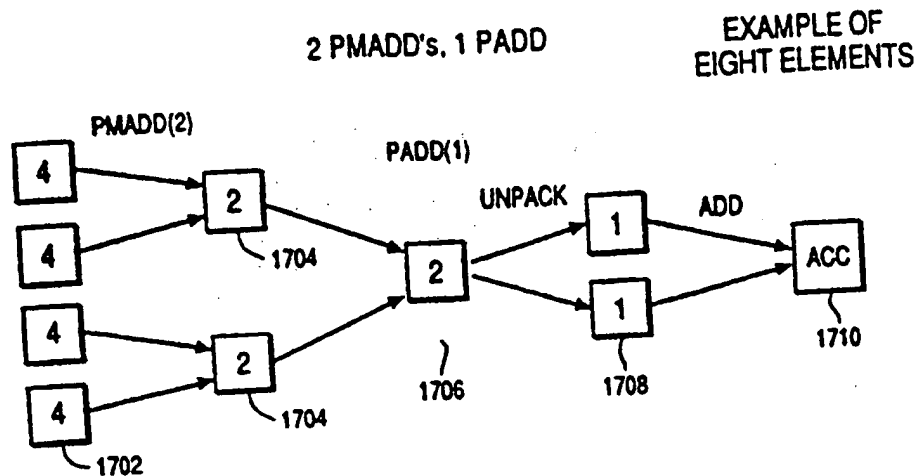 2 PMADD's, 1 PADD
EXAMPLE OF
EIGHT ELEMENTS
PMADD(2)
PADD(1)
UNPACK
ADD
4
4
4
4
2
2
2
1
1
ACC
1702
1704
1704
1706
1708
1710